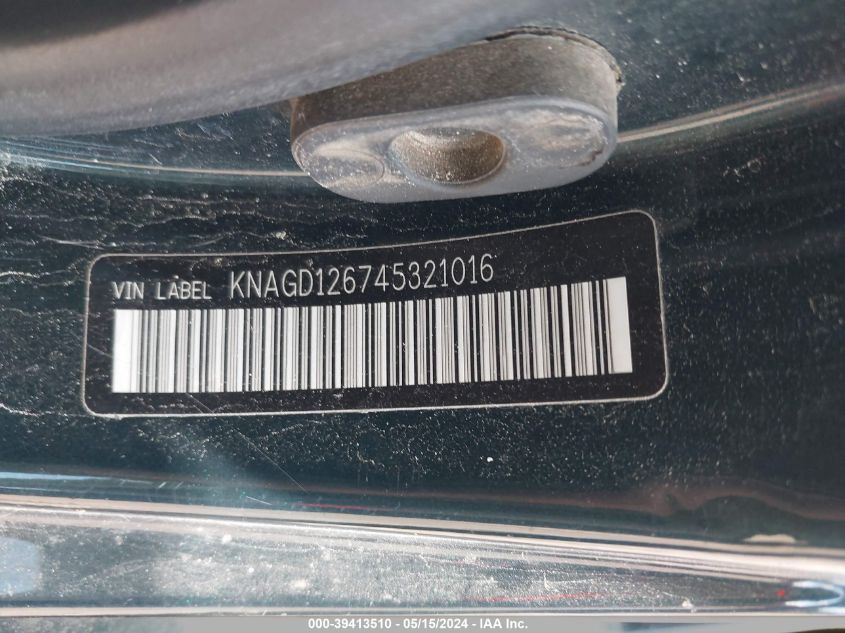 VIN LABEL KNAGD126745321016
000-39413510 - 05/15/2024 - IAA Inc.